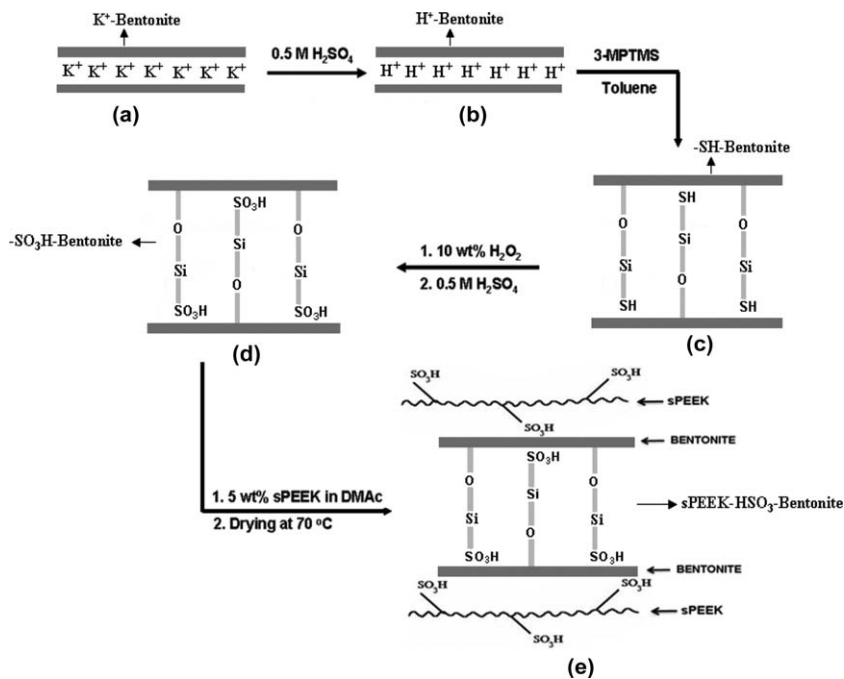 K⁺-Bentonite
K⁺ K⁺ K⁺ K⁺ K⁺ K⁺ K⁺
(a)
0.5 M H₂SO₄
H⁺-Bentonite
H⁺ H⁺ H⁺ H⁺ H⁺ H⁺ H⁺
(b)
3-MPTMS
Toluene
-SH-Bentonite
SH
O Si O
Si O Si
SH SH
(c)
1. 10 wt% H₂O₂
2. 0.5 M H₂SO₄
-SO₃H-Bentonite
SO₃H
O Si O
Si O Si
SO₃H SO₃H
(d)
1. 5 wt% sPEEK in DMAc
2. Drying at 70 °C
SO₃H SO₃H
sPEEK
SO₃H
BENTONITE
SO₃H
O Si O
Si O Si
SO₃H SO₃H
sPEEK-HSO₃-Bentonite
BENTONITE
SO₃H SO₃H
sPEEK
SO₃H
(e)